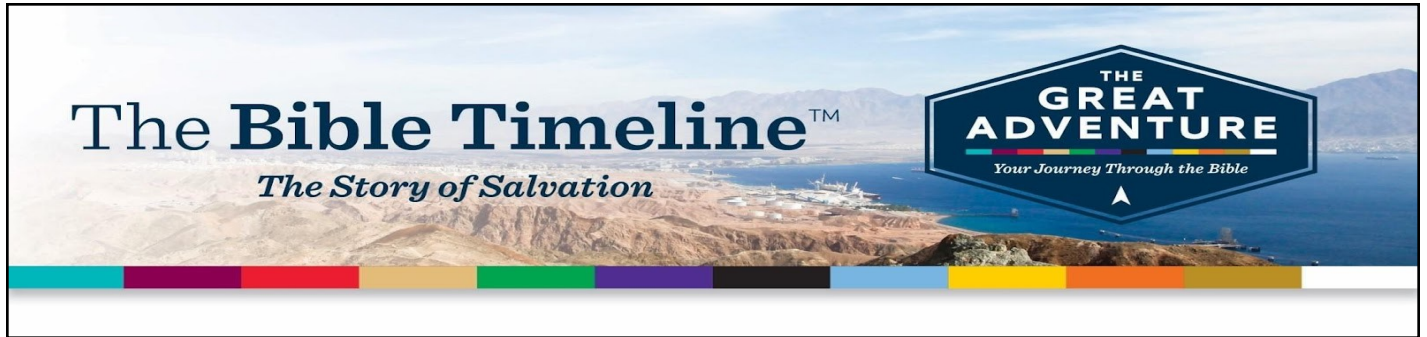 The Bible Timeline™
The Story of Salvation
THE
GREAT
ADVENTURE
Your Journey Through the Bible